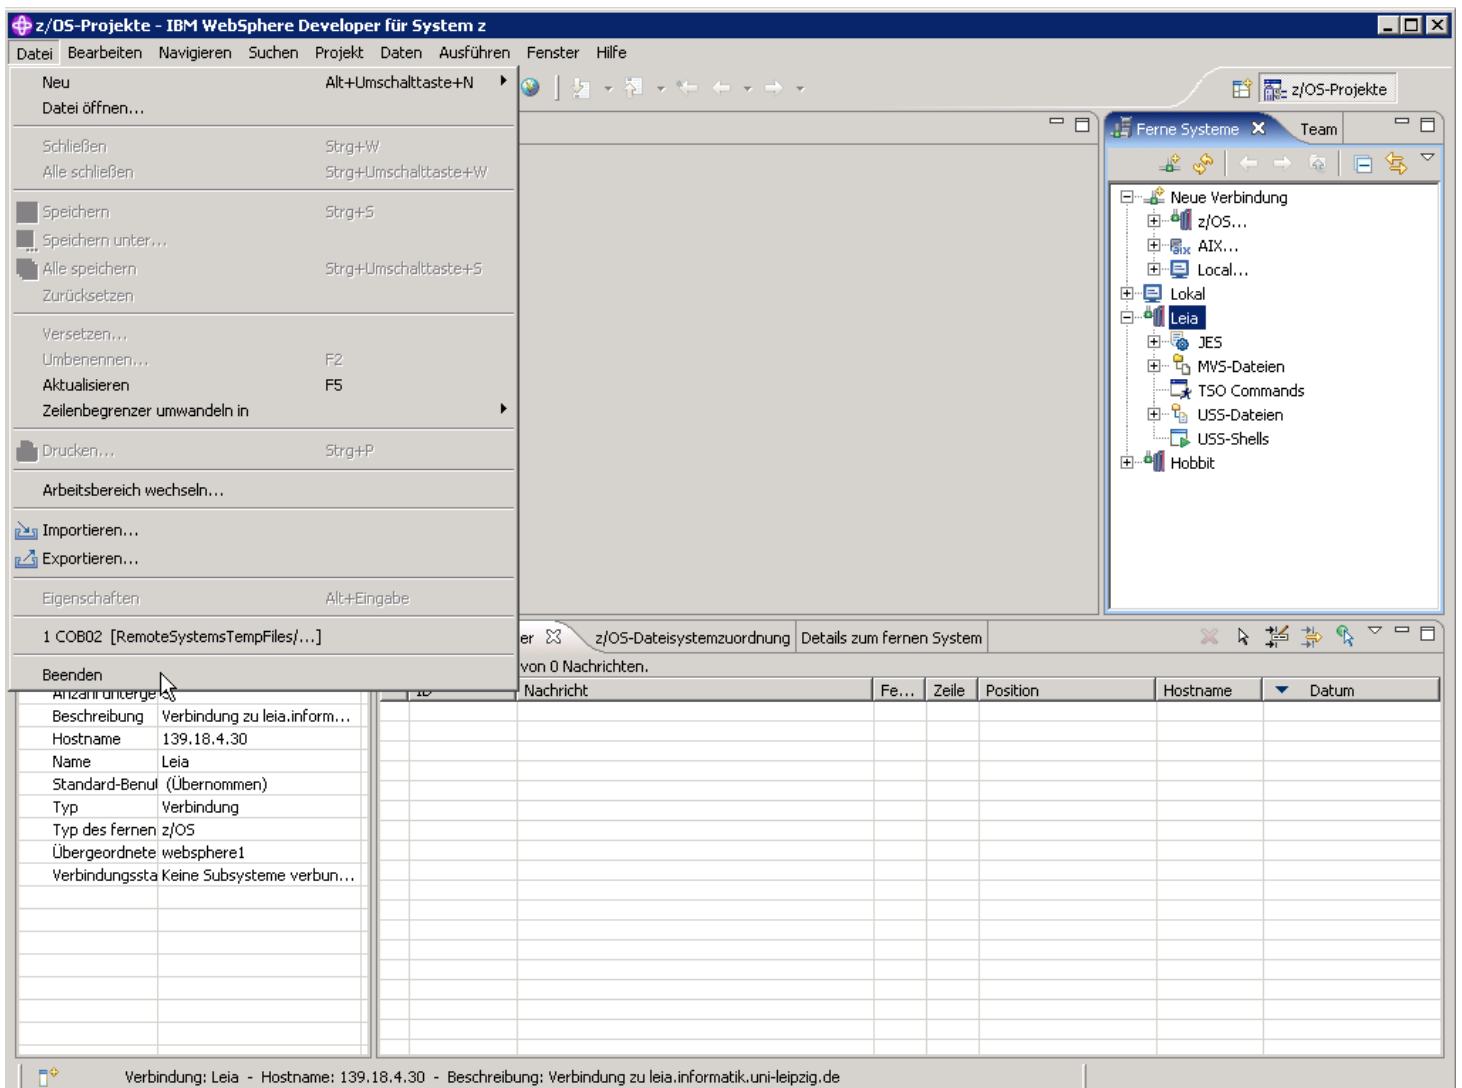 z/OS-Projekte - IBM WebSphere Developer für System z
Datei Bearbeiten Navigieren Suchen Projekt Daten Ausführen Fenster Hilfe
Neu Alt+Umschalttaste+N
Datei öffnen...
Schließen Strg+W
Alle schließen Strg+Umschalttaste+W
Speichern Strg+S
Speichern unter...
Alle speichern Strg+Umschalttaste+S
Zurücksetzen
Versetzen...
Umbenennen... F2
Aktualisieren F5
Zeilenbegrenzer umwandeln in
Drucken... Strg+P
Arbeitsbereich wechseln...
Importieren...
Exportieren...
Eigenschaften Alt+Eingabe
1 COB02 [RemoteSystemsTempFiles/...]
Beenden
z/OS-Projekte
Ferne Systeme Team
Neue Verbindung
z/OS...
AIX...
Local...
Lokal
Leia
JES
MVS-Dateien
TSO Commands
USS-Dateien
USS-Shells
Hobbit
er z/OS-Dateisystemzuordnung Details zum fernen System
von 0 Nachrichten.
ID Nachricht Fe... Zeile Position Hostname Datum
Anzahl unterge
Beschreibung Verbindung zu leia.inform...
Hostname 139.18.4.30
Name Leia
Standard-Benut (Übernommen)
Typ Verbindung
Typ des fernen z/OS
Übergeordnete websphere1
Verbindungssta Keine Subsysteme verbun...
Verbindung: Leia - Hostname: 139.18.4.30 - Beschreibung: Verbindung zu leia.informatik.uni-leipzig.de